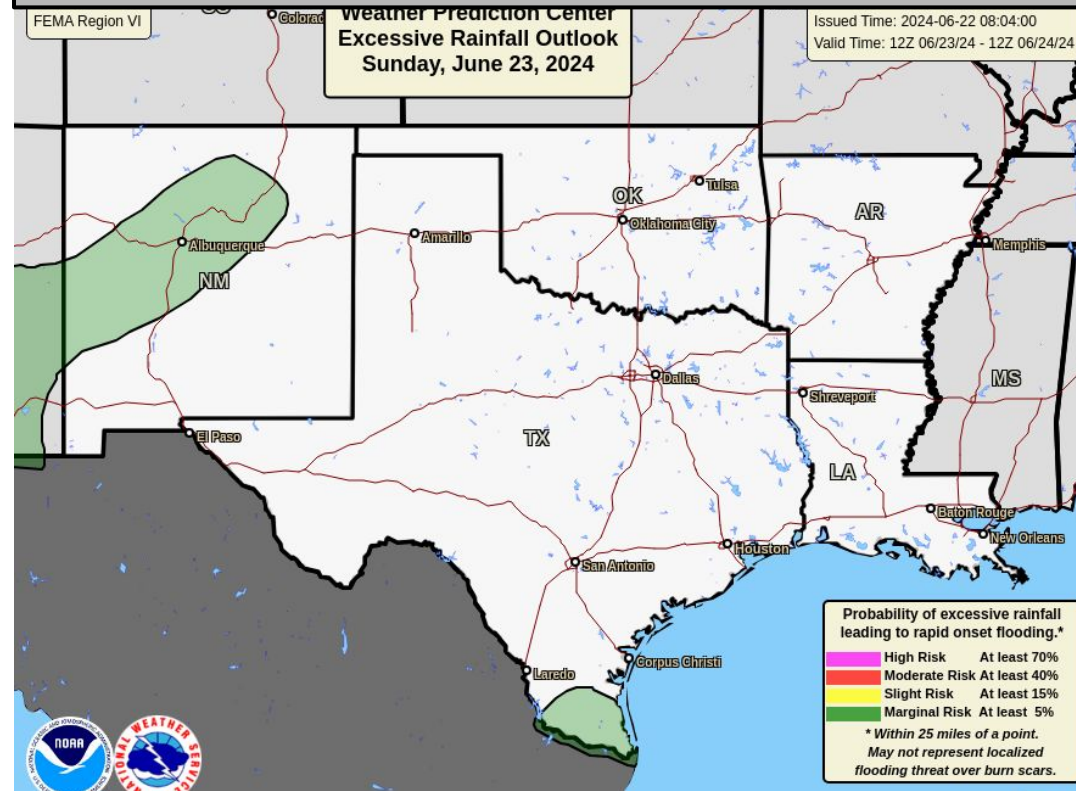 FEMA Region VI
Weather Prediction Center
Excessive Rainfall Outlook
Sunday, June 23, 2024
Issued Time: 2024-06-22 08:04:00
Valid Time: 12Z 06/23/24 - 12Z 06/24/24
Tulsa
OK
Oklahoma City
AR
Memphis
Albuquerque
Amarillo
NM
Dallas
MS
Shreveport
El Paso
TX
LA
Baton Rouge
New Orleans
Houston
San Antonio
Corpus Christi
Laredo
Probability of excessive rainfall
leading to rapid onset flooding.*
High Risk At least 70%
Moderate Risk At least 40%
Slight Risk At least 15%
Marginal Risk At least 5%
* Within 25 miles of a point.
May not represent localized
flooding threat over burn scars.
NOAA
NATIONAL WEATHER SERVICE